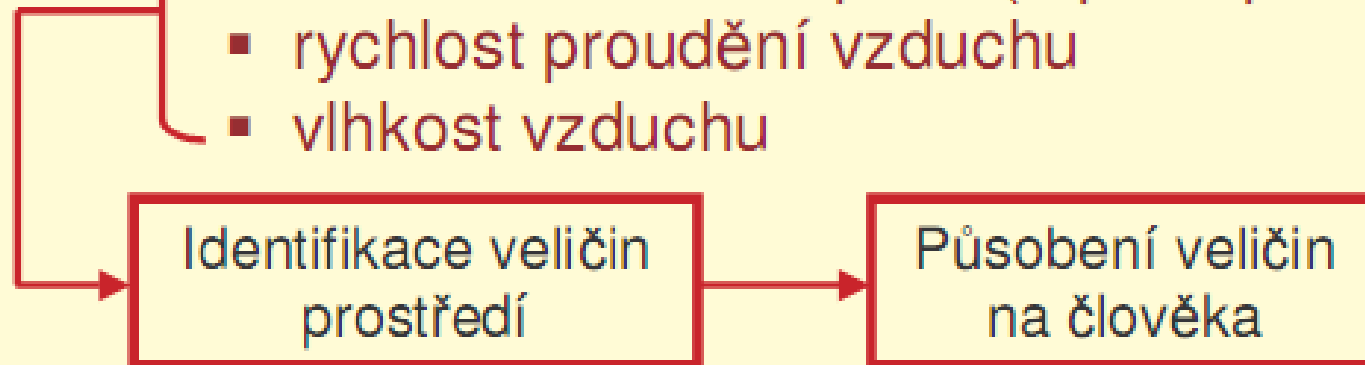 ▪ rychlost proudění vzduchu
▪ vlhkost vzduchu
Identifikace veličin
prostředí
Působení veličin
na člověka